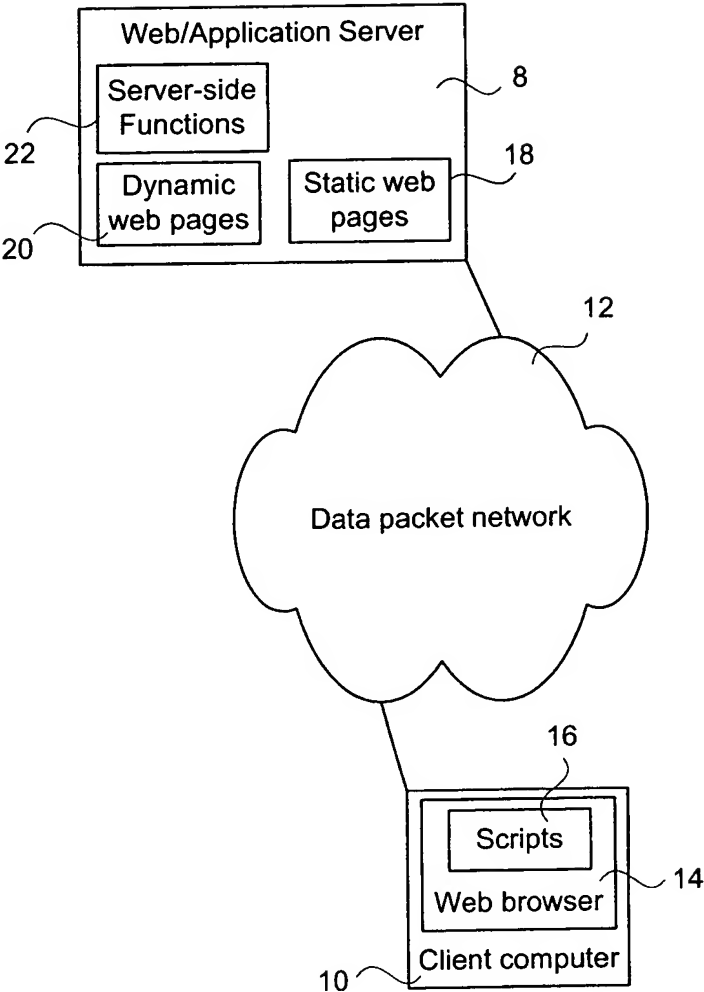 Web/Application Server
Server-side
Functions
8
22
Dynamic
web pages
Static web
pages
18
20
12
Data packet network
16
Scripts
14
Web browser
Client computer
10